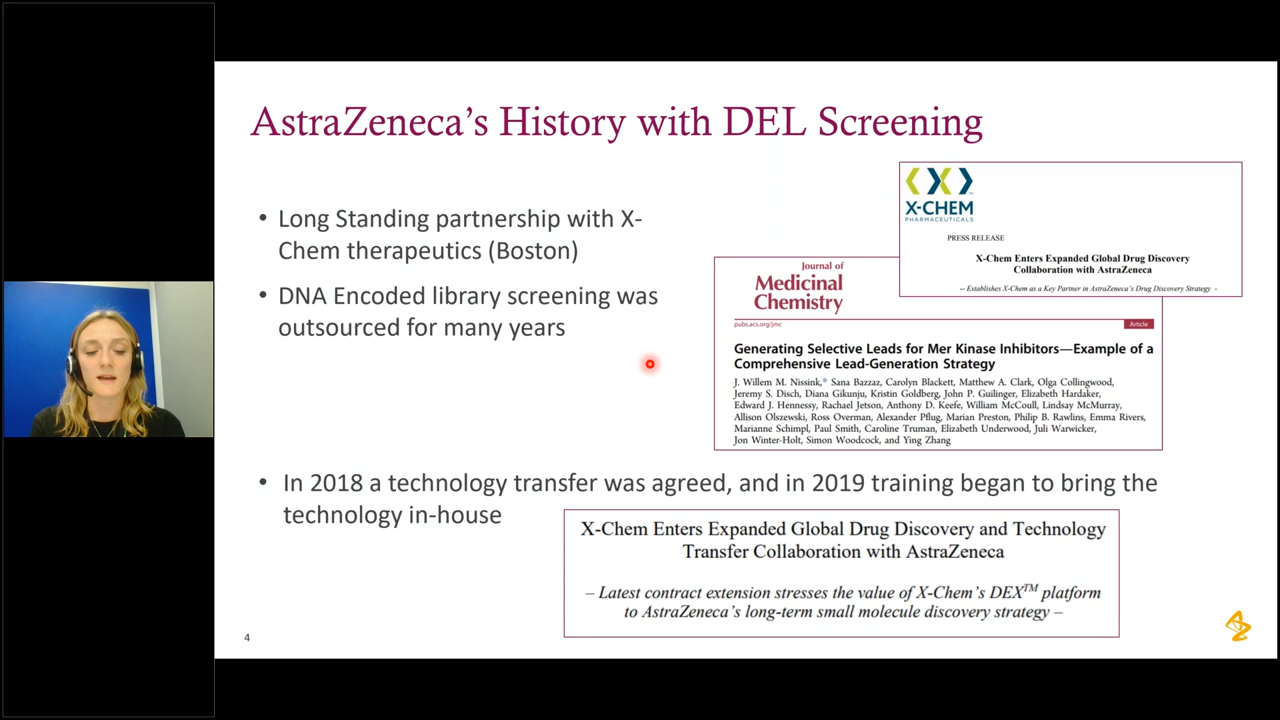 AstraZeneca's History with DEL Screening
• Long Standing partnership with X-
Chem therapeutics (Boston)
• DNA Encoded library screening was
outsourced for many years
X-CHEM
PHARMACEUTICALS
PRESS RELEASE
X-Chem Enters Expanded Global Drug Discovery
Collaboration with AstraZeneca
-- Establishes X-Chem as a Key Partner in AstraZeneca's Drug Discovery Strategy -
Journal of
Medicinal
Chemistry
pubs.acs.org/jmc
Article
Generating Selective Leads for Mer Kinase Inhibitors—Example of a
Comprehensive Lead-Generation Strategy
J. Willem M. Nissink,* Sana Bazzaz, Carolyn Blackett, Matthew A. Clark, Olga Collingwood,
Jeremy S. Disch, Diana Gikunju, Kristin Goldberg, John P. Guilinger, Elizabeth Hardaker,
Edward J. Hennessy, Rachael Jetson, Anthony D. Keefe, William McCoull, Lindsay McMurray,
Allison Olszewski, Ross Overman, Alexander Pflug, Marian Preston, Philip B. Rawlins, Emma Rivers,
Marianne Schimpl, Paul Smith, Caroline Truman, Elizabeth Underwood, Juli Warwicker,
Jon Winter-Holt, Simon Woodcock, and Ying Zhang
• In 2018 a technology transfer was agreed, and in 2019 training began to bring the
technology in-house
X-Chem Enters Expanded Global Drug Discovery and Technology
Transfer Collaboration with AstraZeneca
– Latest contract extension stresses the value of X-Chem's DEX™ platform
to AstraZeneca's long-term small molecule discovery strategy –
4